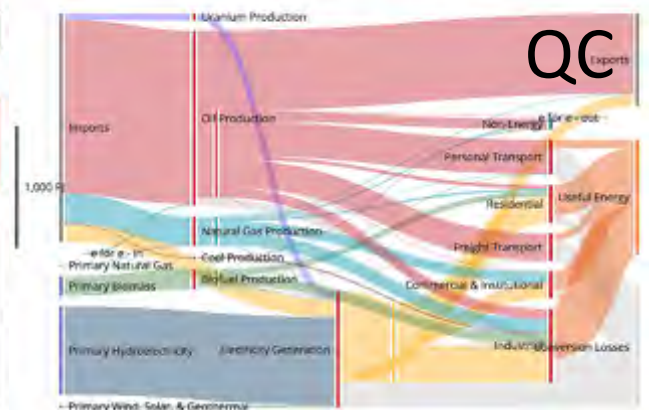 QC
Uranium Production
Exports
Oil Production
Non-Energy
Imports
Personal Transport
1,000
Useful Energy
Residential
Natural Gas Production
Freight Transport
Coal Production
Primary Natural Gas
Biofuel Production
Primary Biomass
Commercial & Institutional
Primary Hydroelectricity
Electricity Generation
Conversion Losses
Primary Wind, Solar, & Geothermal